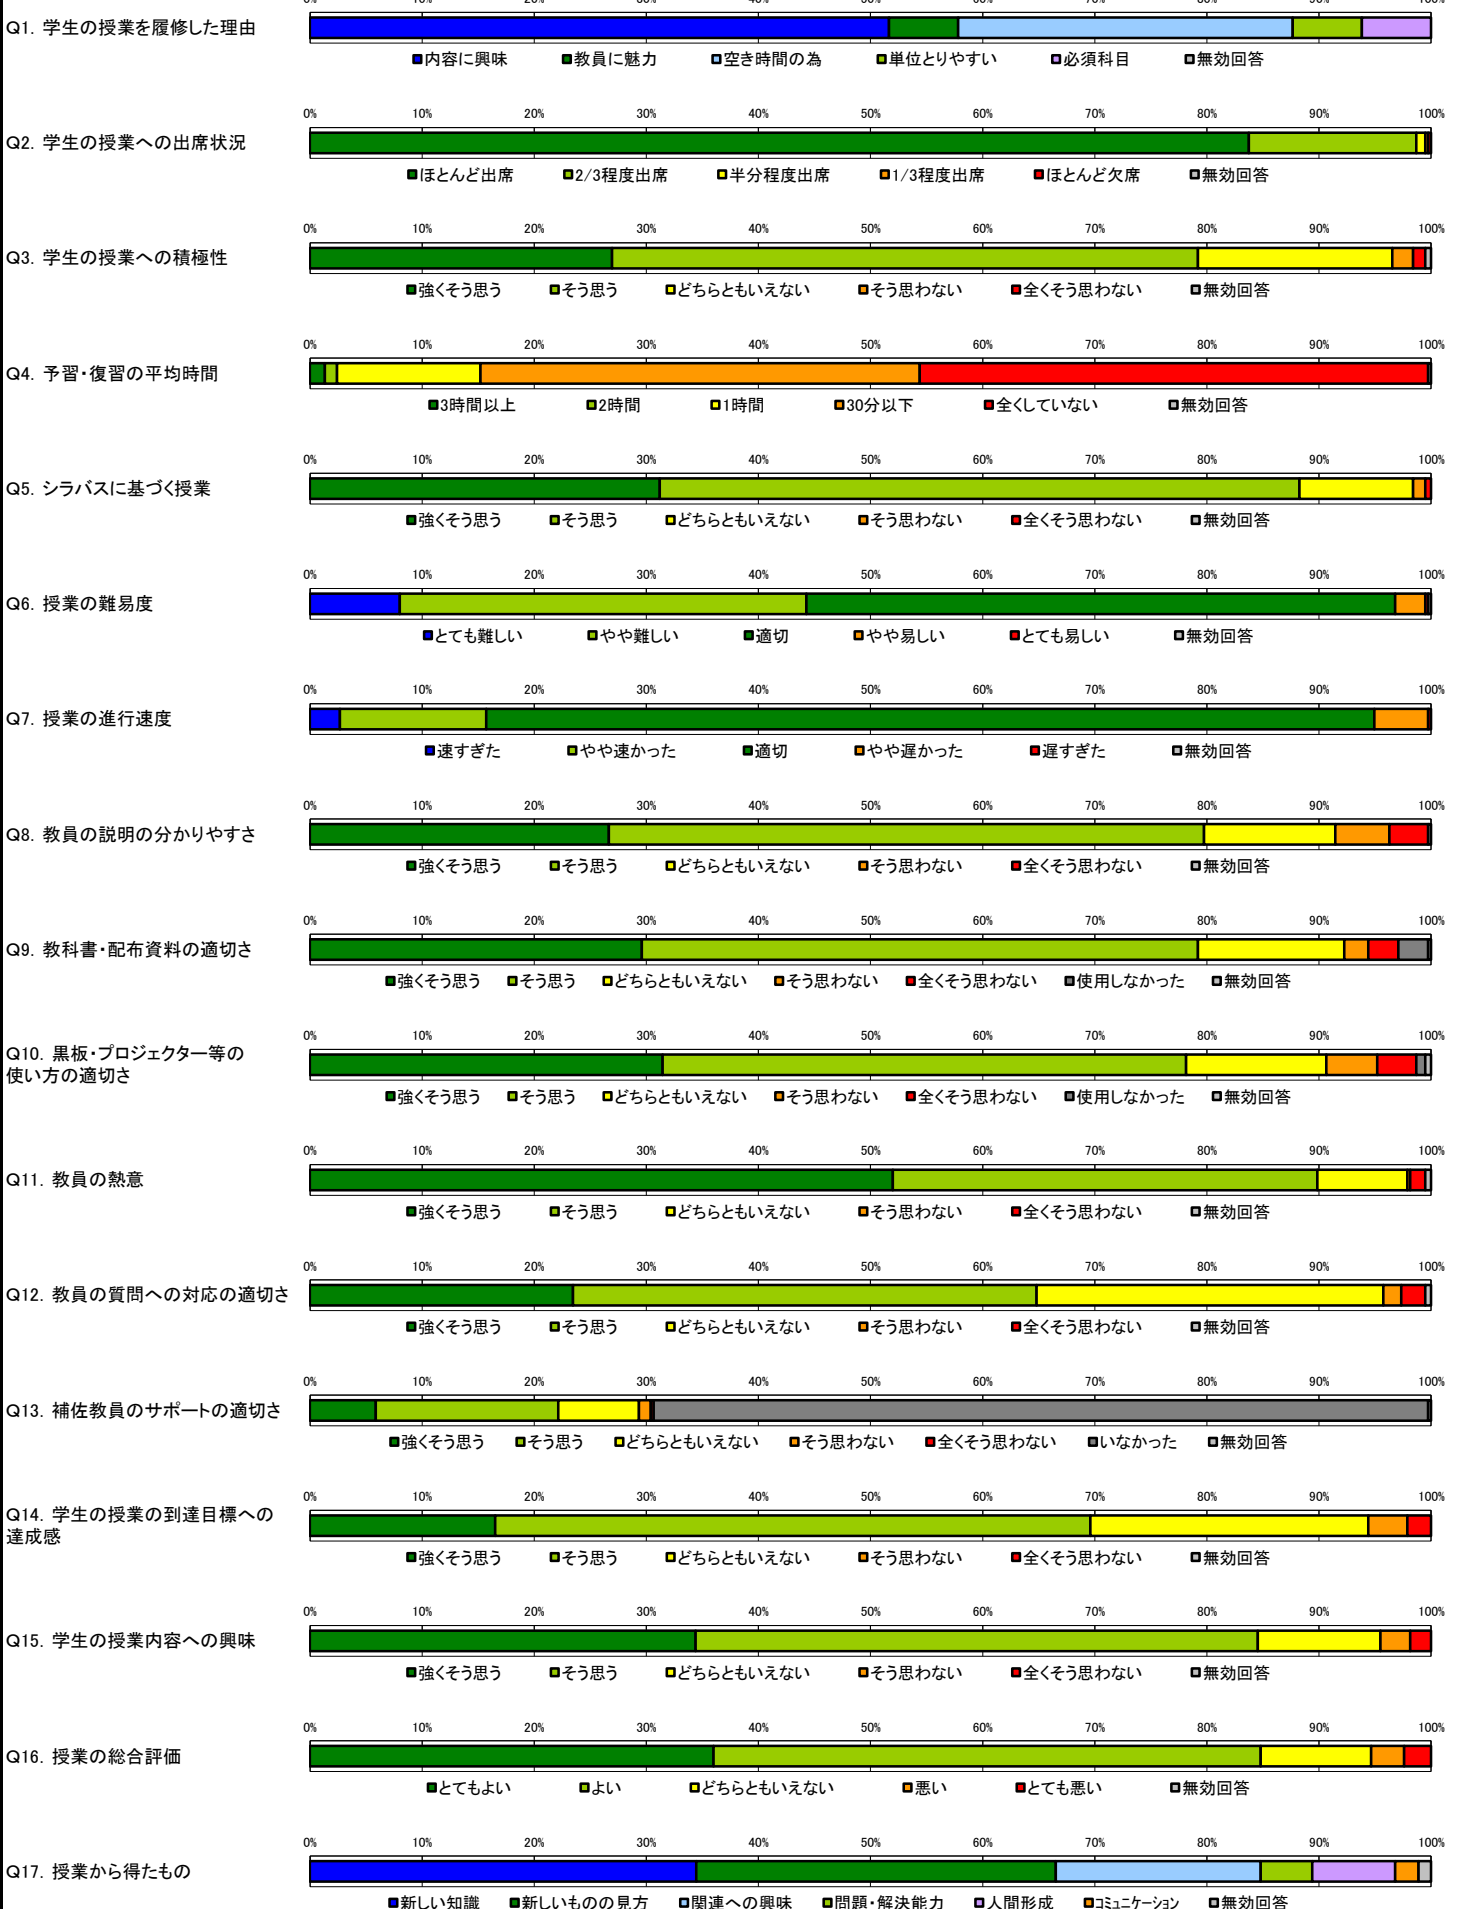 0% 10% 20% 30% 40% 50% 60% 70% 80% 90% 100%
Q1. 学生の授業を履修した理由
内容に興味 教員に魅力 空き時間の為 単位とりやすい 必須科目 無効回答
0% 10% 20% 30% 40% 50% 60% 70% 80% 90% 100%
Q2. 学生の授業への出席状況
ほとんど出席 2/3程度出席 半分程度出席 1/3程度出席 ほとんど欠席 無効回答
0% 10% 20% 30% 40% 50% 60% 70% 80% 90% 100%
Q3. 学生の授業への積極性
強くそう思う そう思う どちらともいえない そう思わない 全くそう思わない 無効回答
0% 10% 20% 30% 40% 50% 60% 70% 80% 90% 100%
Q4. 予習・復習の平均時間
3時間以上 2時間 1時間 30分以下 全くしていない 無効回答
0% 10% 20% 30% 40% 50% 60% 70% 80% 90% 100%
Q5. シラバスに基づく授業
強くそう思う そう思う どちらともいえない そう思わない 全くそう思わない 無効回答
0% 10% 20% 30% 40% 50% 60% 70% 80% 90% 100%
Q6. 授業の難易度
とても難しい やや難しい 適切 やや易しい とても易しい 無効回答
0% 10% 20% 30% 40% 50% 60% 70% 80% 90% 100%
Q7. 授業の進行速度
速すぎた やや速かった 適切 やや遅かった 遅すぎた 無効回答
0% 10% 20% 30% 40% 50% 60% 70% 80% 90% 100%
Q8. 教員の説明の分かりやすさ
強くそう思う そう思う どちらともいえない そう思わない 全くそう思わない 無効回答
0% 10% 20% 30% 40% 50% 60% 70% 80% 90% 100%
Q9. 教科書・配布資料の適切さ
強くそう思う そう思う どちらともいえない そう思わない 全くそう思わない 使用しなかった 無効回答
0% 10% 20% 30% 40% 50% 60% 70% 80% 90% 100%
Q10. 黒板・プロジェクター等の
使い方の適切さ
強くそう思う そう思う どちらともいえない そう思わない 全くそう思わない 使用しなかった 無効回答
0% 10% 20% 30% 40% 50% 60% 70% 80% 90% 100%
Q11. 教員の熱意
強くそう思う そう思う どちらともいえない そう思わない 全くそう思わない 無効回答
0% 10% 20% 30% 40% 50% 60% 70% 80% 90% 100%
Q12. 教員の質問への対応の適切さ
強くそう思う そう思う どちらともいえない そう思わない 全くそう思わない 無効回答
0% 10% 20% 30% 40% 50% 60% 70% 80% 90% 100%
Q13. 補佐教員のサポートの適切さ
強くそう思う そう思う どちらともいえない そう思わない 全くそう思わない いなかった 無効回答
0% 10% 20% 30% 40% 50% 60% 70% 80% 90% 100%
Q14. 学生の授業の到達目標への
達成感
強くそう思う そう思う どちらともいえない そう思わない 全くそう思わない 無効回答
0% 10% 20% 30% 40% 50% 60% 70% 80% 90% 100%
Q15. 学生の授業内容への興味
強くそう思う そう思う どちらともいえない そう思わない 全くそう思わない 無効回答
0% 10% 20% 30% 40% 50% 60% 70% 80% 90% 100%
Q16. 授業の総合評価
とてもよい よい どちらともいえない 悪い とても悪い 無効回答
0% 10% 20% 30% 40% 50% 60% 70% 80% 90% 100%
Q17. 授業から得たもの
新しい知識 新しいものの見方 関連への興味 問題・解決能力 人間形成 コミュニケーション 無効回答